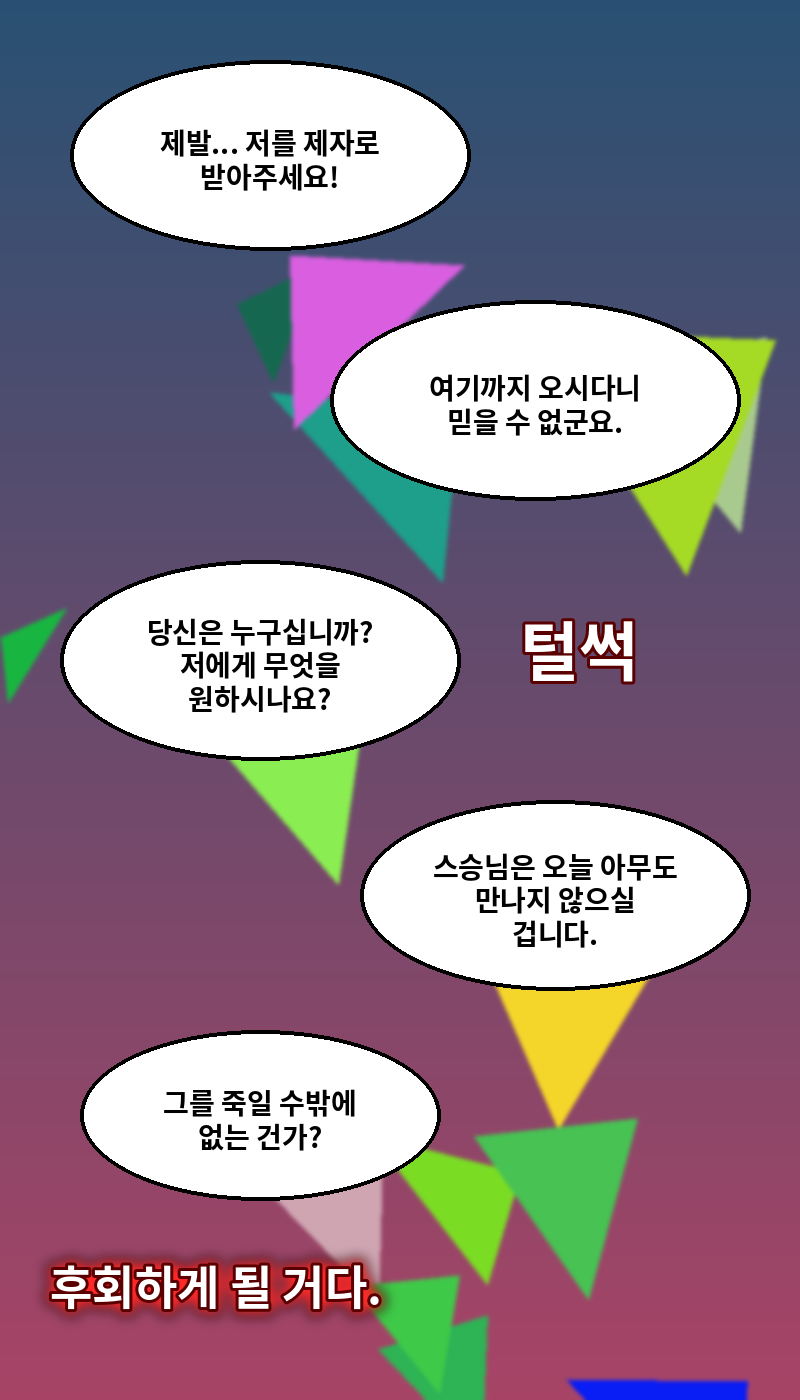 제발... 저를 제자로
받아주세요!
여기까지 오시다니
믿을 수 없군요.
당신은 누구십니까?
저에게 무엇을
원하시나요?
털썩
스승님은 오늘 아무도
만나지 않으실
겁니다.
그를 죽일 수밖에
없는 건가?
후회하게 될 거다.